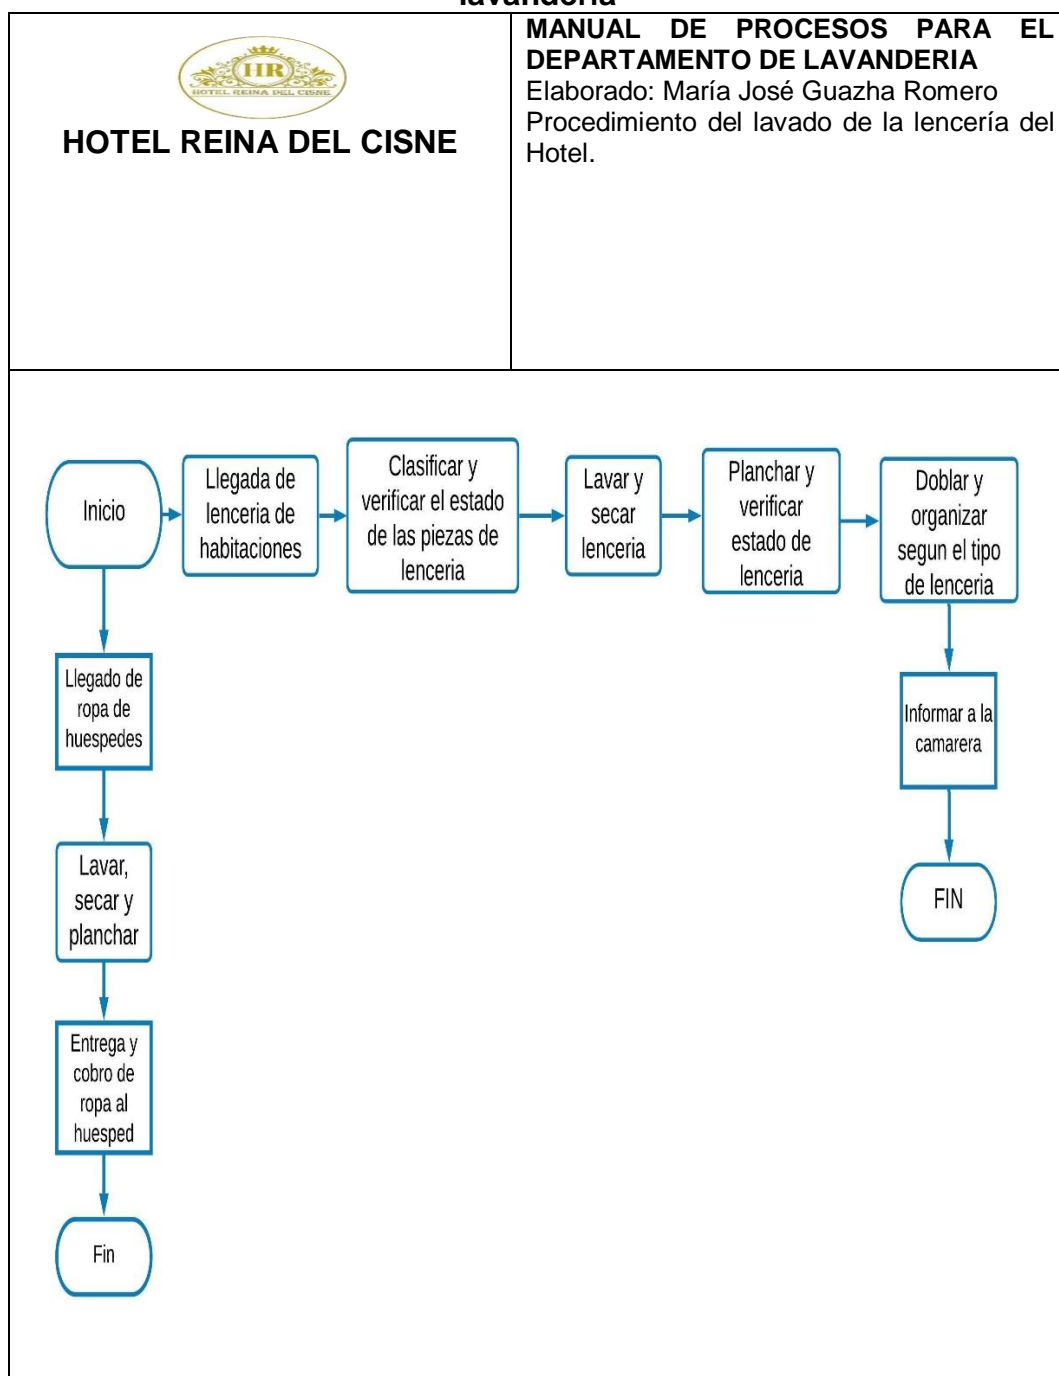 lavandería
HR
HOTEL REINA DEL CISNE
HOTEL REINA DEL CISNE
MANUAL DE PROCESOS PARA EL
DEPARTAMENTO DE LAVANDERIA
Elaborado: María José Guazha Romero
Procedimiento del lavado de la lencería del
Hotel.
Inicio
Llegada de
lenceria de
habitaciones
Clasificar y
verificar el estado
de las piezas de
lenceria
Lavar y
secar
lenceria
Planchar y
verificar
estado de
lenceria
Doblar y
organizar
segun el tipo
de lenceria
Llegado de
ropa de
huespedes
Informar a la
camarera
Lavar,
secar y
planchar
FIN
Entrega y
cobro de
ropa al
huesped
Fin